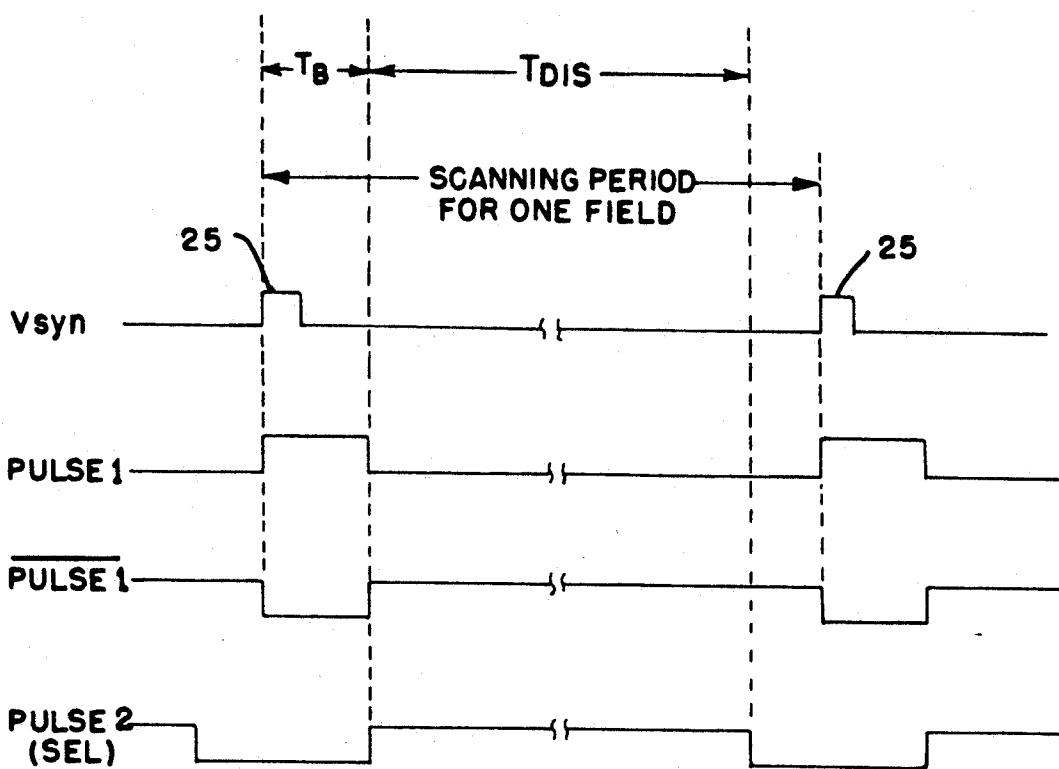 TB
TDIS
SCANNING PERIOD
FOR ONE FIELD
25
25
Vsyn
PULSE 1
PULSE 1
PULSE 2
(SEL)